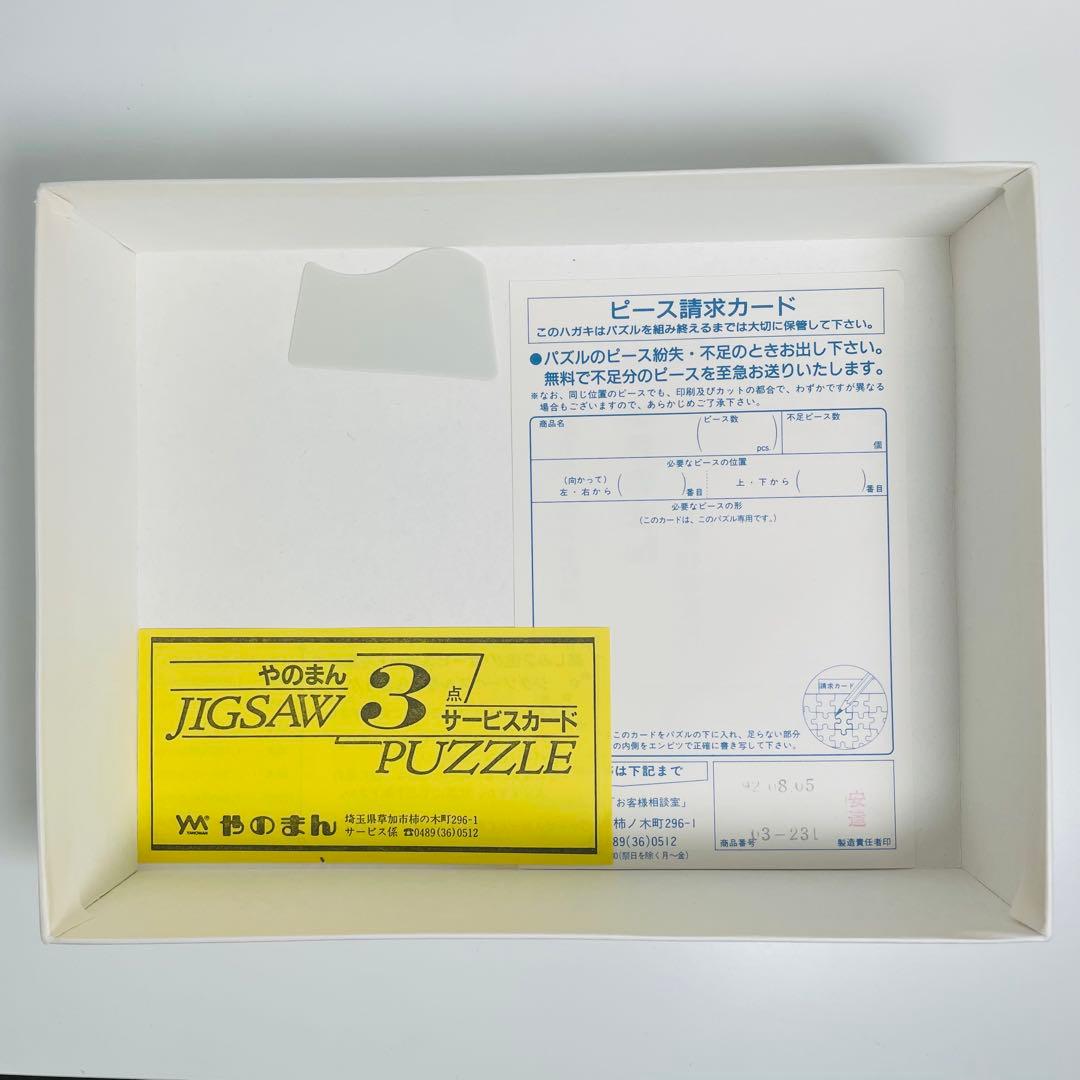 ピース請求カード
このハガキはパズルを組み終えるまでは大切に保管して下さい。
●パズルのピース紛失・不足のときお出し下さい。
無料で不足分のピースを至急お送りいたします。
※なお、同じ位置のピースでも、印刷及びカットの都合で、わずかですが異なる
場合もございますので、あらかじめご了承下さい。
商品名 ピース数 不足ピース数
pcs. 個
必要なピースの位置
(向かって)
左・右から ( )番目 上・下から ( )番目
必要なピースの形
(このカードは、このパズル専用です。)
請求カード
このカードをパズルの下に入れ、足らない部分
の内側をエンピツで正確に書き写して下さい。
は下記まで
「お客様相談室」
柿ノ木町296-1
89(36)0512
0(祭日を除く月〜金)
92.08.05
安達
商品番号 03-231 製造責任者印
やのまん
JIGSAW 3点サービスカード
PUZZLE
YM YANOMAN やのまん 埼玉県草加市柿の木町296-1
サービス係 ☎0489(36)0512